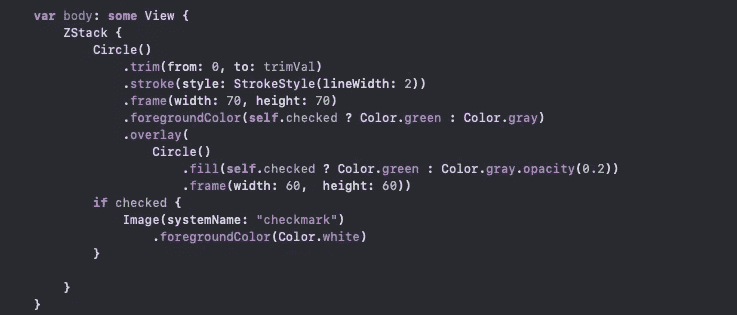 var body: some View {
    ZStack {
        Circle()
            .trim(from: 0, to: trimVal)
            .stroke(style: StrokeStyle(lineWidth: 2))
            .frame(width: 70, height: 70)
            .foregroundColor(self.checked ? Color.green : Color.gray)
            .overlay(
                Circle()
                    .fill(self.checked ? Color.green : Color.gray.opacity(0.2))
                    .frame(width: 60,  height: 60))
        if checked {
            Image(systemName: "checkmark")
                .foregroundColor(Color.white)
        }

    }
}